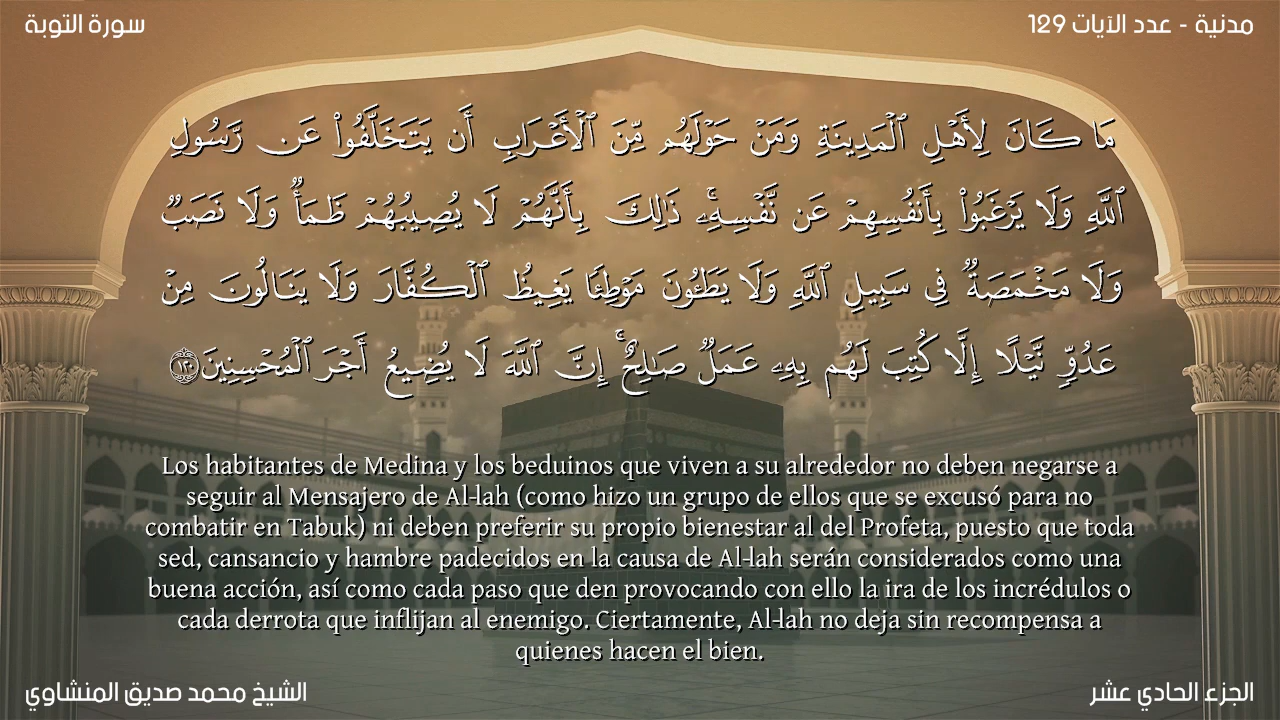 سورة التوبة
مدنية - عدد الآيات 129
مَا كَانَ لِأَهْلِ ٱلْمَدِينَةِ وَمَنْ حَوْلَهُم مِّنَ ٱلْأَعْرَابِ أَن يَتَخَلَّفُوا۟ عَن رَّسُولِ
ٱللَّهِ وَلَا يَرْغَبُوا۟ بِأَنفُسِهِمْ عَن نَّفْسِهِۦ ۚ ذَٰلِكَ بِأَنَّهُمْ لَا يُصِيبُهُمْ ظَمَأٌ وَلَا نَصَبٌ
وَلَا مَخْمَصَةٌ فِى سَبِيلِ ٱللَّهِ وَلَا يَطَـُٔونَ مَوْطِئًا يَغِيظُ ٱلْكُفَّارَ وَلَا يَنَالُونَ مِنْ
عَدُوٍّ نَّيْلًا إِلَّا كُتِبَ لَهُم بِهِۦ عَمَلٌ صَـٰلِحٌ ۚ إِنَّ ٱللَّهَ لَا يُضِيعُ أَجْرَ ٱلْمُحْسِنِينَ ١٢٠
Los habitantes de Medina y los beduinos que viven a su alrededor no deben negarse a
seguir al Mensajero de Al-lah (como hizo un grupo de ellos que se excusó para no
combatir en Tabuk) ni deben preferir su propio bienestar al del Profeta, puesto que toda
sed, cansancio y hambre padecidos en la causa de Al-lah serán considerados como una
buena acción, así como cada paso que den provocando con ello la ira de los incrédulos o
cada derrota que inflijan al enemigo. Ciertamente, Al-lah no deja sin recompensa a
quienes hacen el bien.
الشيخ محمد صديق المنشاوي
الجزء الحادي عشر